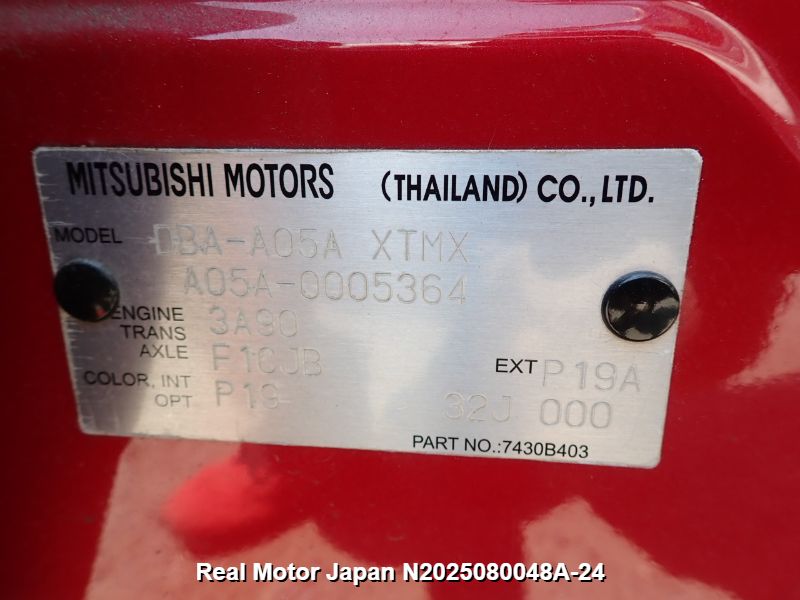 MITSUBISHI MOTORS (THAILAND) CO., LTD.
MODEL DBA-A05A XTMX
A05A-0005364
ENGINE 3A90
TRANS AXLE F1CJB
EXT P19A
COLOR, INT OPT P19 32J 000
PART NO.:7430B403
Real Motor Japan N2025080048A-24